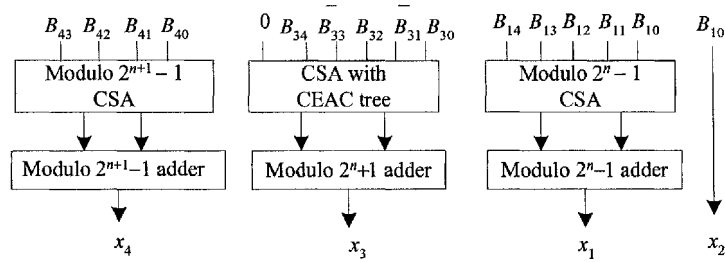 B43 B42 B41 B40 0 B34 B̅33 B32 B̅31 B30 B14 B13 B12 B11 B10 B10
Modulo 2ⁿ⁺¹ – 1 CSA with Modulo 2ⁿ – 1
CSA CEAC tree CSA
Modulo 2ⁿ⁺¹–1 adder Modulo 2ⁿ+1 adder Modulo 2ⁿ–1 adder
x4 x3 x1 x2